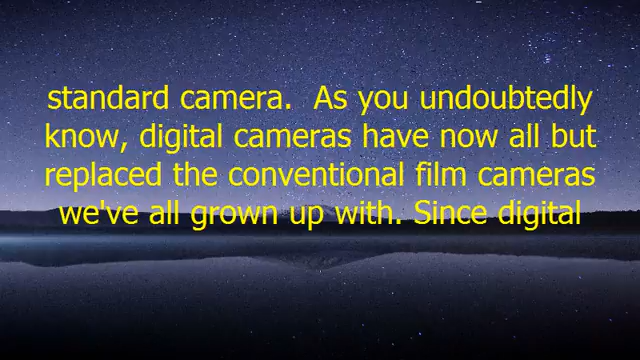 standard camera.  As you undoubtedly
know, digital cameras have now all but
replaced the conventional film cameras
we've all grown up with. Since digital